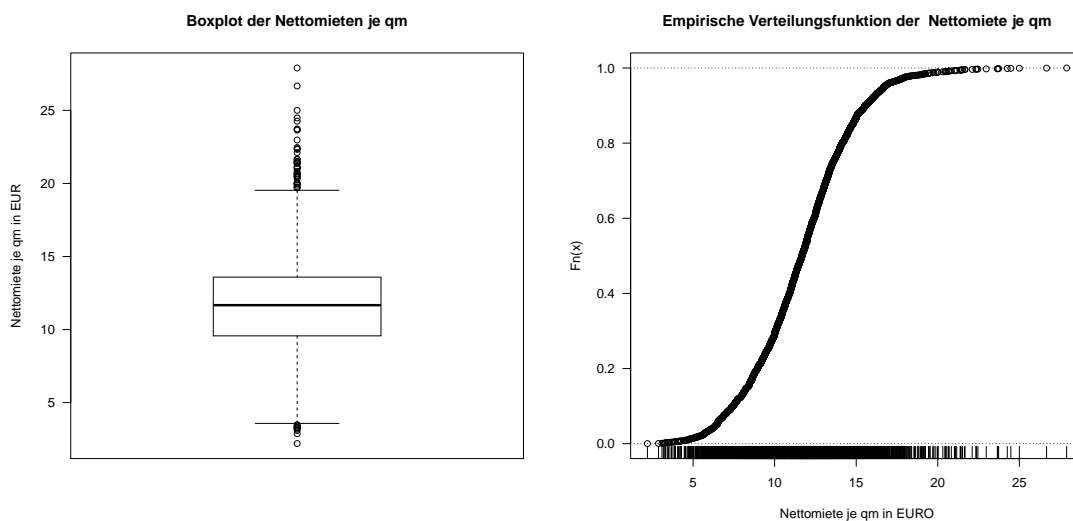 Boxplot der Nettomieten je qm
Nettomiete je qm in EUR
25
20
15
10
5
Empirische Verteilungsfunktion der Nettomiete je qm
Fn(x)
1.0
0.8
0.6
0.4
0.2
0.0
5 10 15 20 25
Nettomiete je qm in EURO